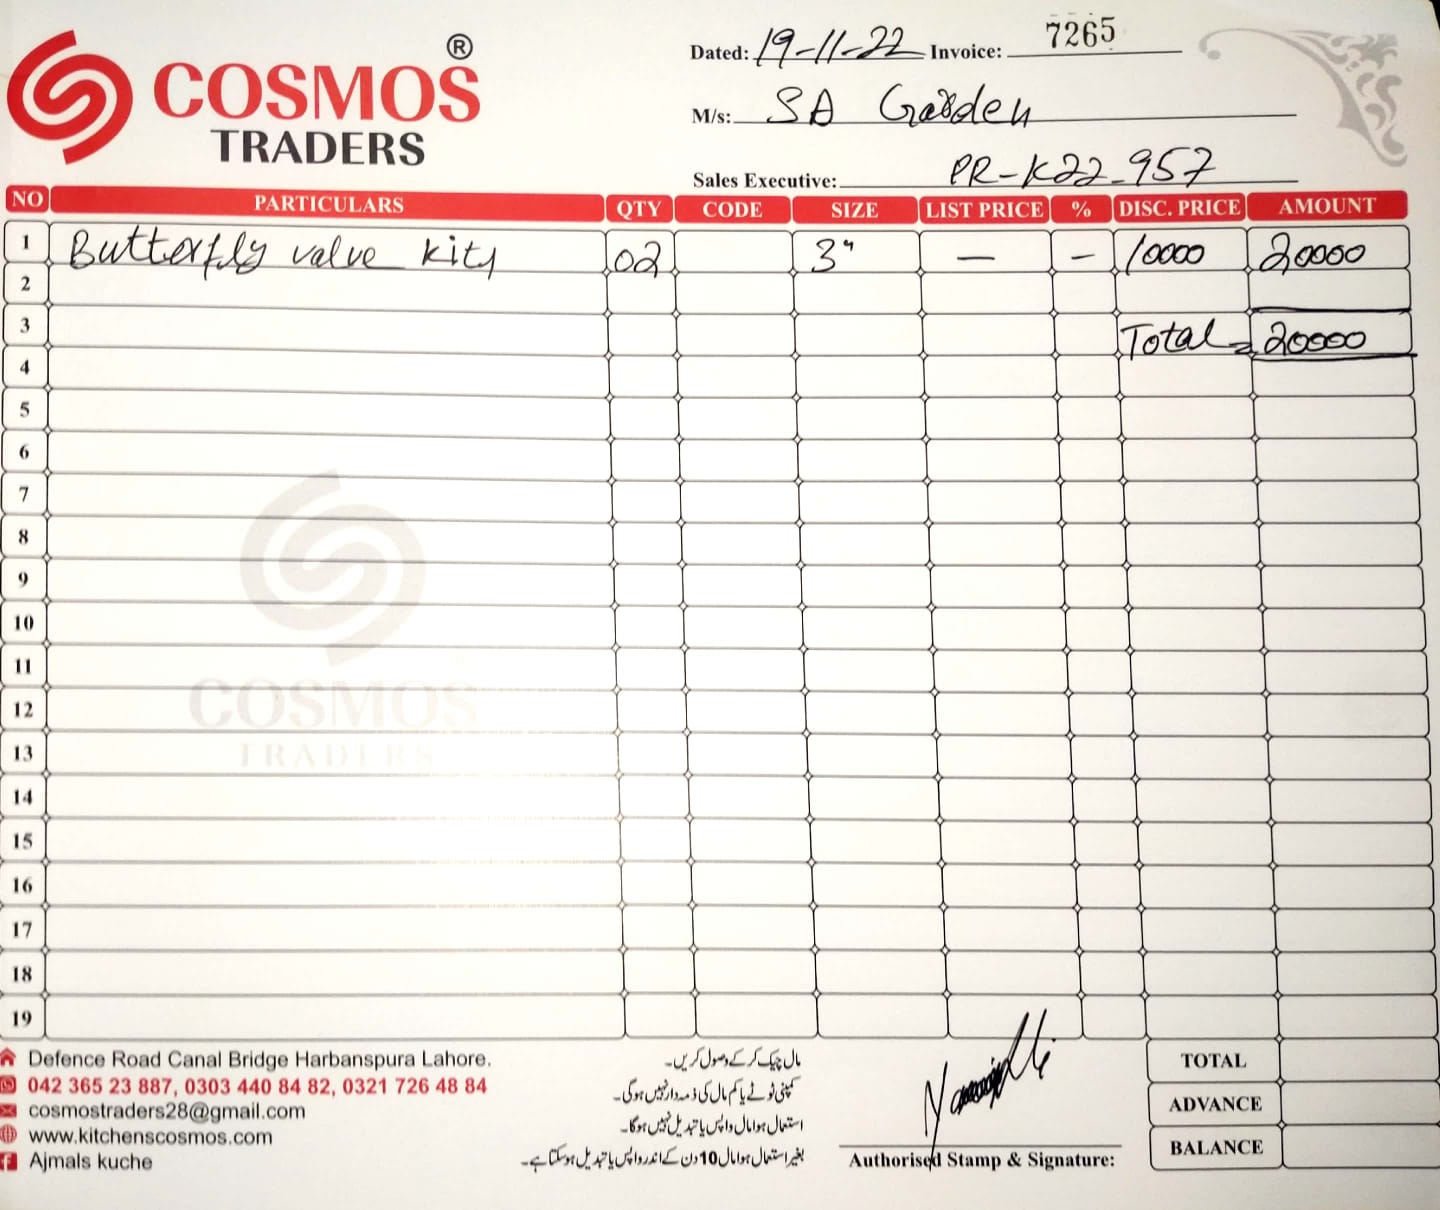 COSMOS ®
TRADERS
Dated: 19-11-22 Invoice: 7265
M/s: SA Garden
Sales Executive: PR-K22-957
NO PARTICULARS QTY CODE SIZE LIST PRICE % DISC. PRICE AMOUNT
1 Butterfly valve kity 02 3" — – 10000 20000
2
3 Total = 20000
4
5
6
7
8
9
10
11
12
13
14
15
16
17
18
19
COSMOS
TRADERS
Defence Road Canal Bridge Harbanspura Lahore.
042 365 23 887, 0303 440 84 82, 0321 726 48 84
cosmostraders28@gmail.com
www.kitchenscosmos.com
Ajmals kuche
مال چیک کر کے وصول کریں۔
کمپنی ٹوٹے یا کم مال کی ذمہ دار نہیں ہوگی۔
استعمال ہوا مال واپس یا تبدیل نہیں ہوگا۔
بغیر استعمال ہوا مال 10 دن کے اندر واپس یا تبدیل ہوسکتا ہے۔
Authorised Stamp & Signature:
TOTAL
ADVANCE
BALANCE